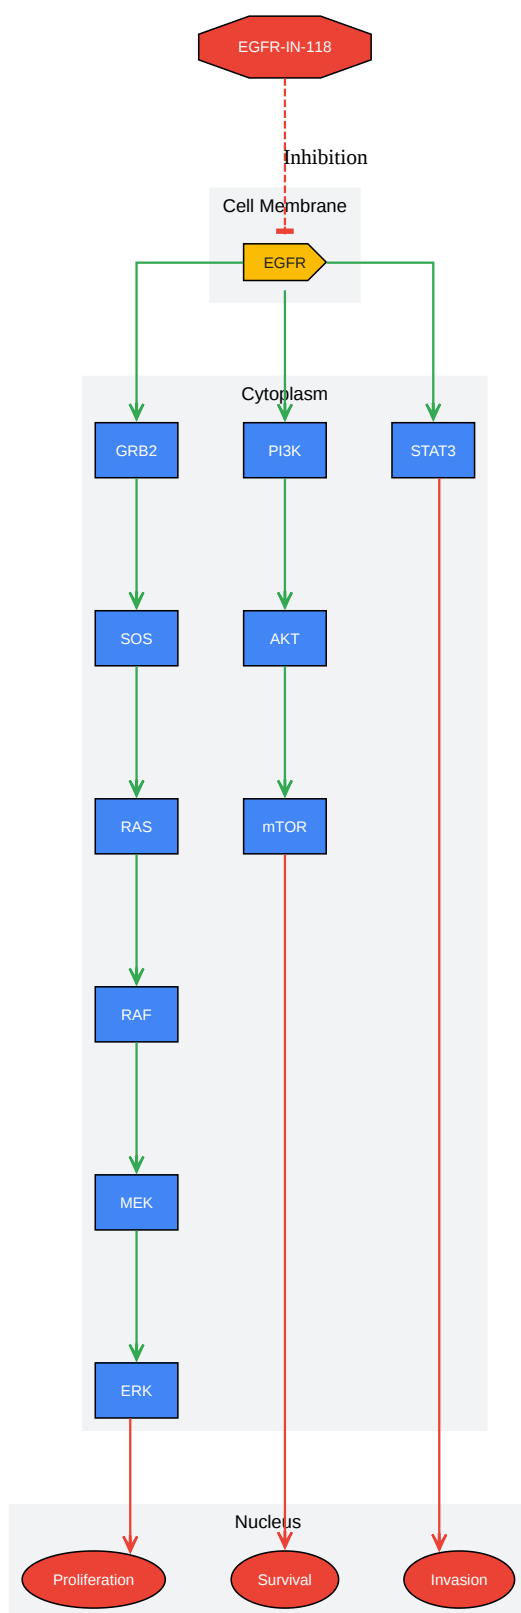 EGFR-IN-118
Inhibition
Cell Membrane
EGFR
Cytoplasm
GRB2
PI3K
STAT3
SOS
AKT
RAS
mTOR
RAF
MEK
ERK
Nucleus
Proliferation
Survival
Invasion